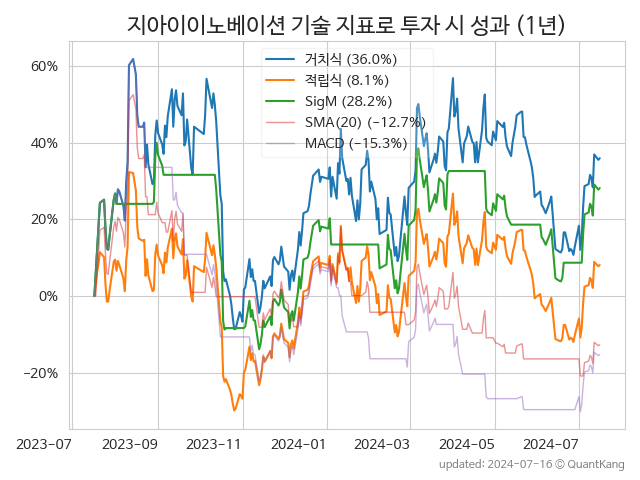 지아이이노베이션 기술 지표로 투자 시 성과 (1년)
거치식 (36.0%)
적립식 (8.1%)
SigM (28.2%)
SMA(20) (−12.7%)
MACD (−15.3%)
60%
40%
20%
0%
−20%
2023-07 2023-09 2023-11 2024-01 2024-03 2024-05 2024-07
updated: 2024-07-16 © QuantKang